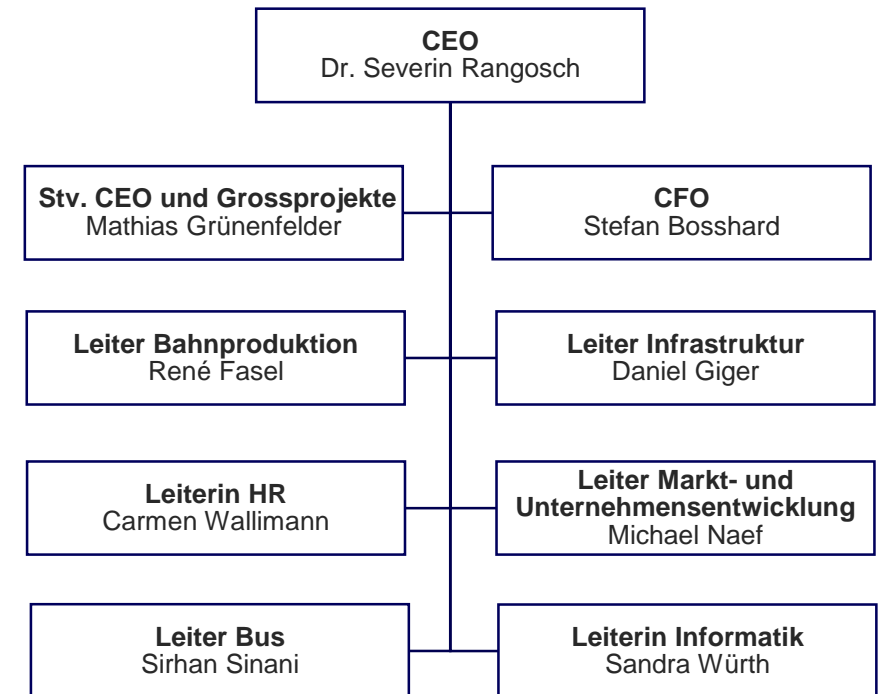 CEO
Dr. Severin Rangosch
Stv. CEO und Grossprojekte
Mathias Grünenfelder
CFO
Stefan Bosshard
Leiter Bahnproduktion
René Fasel
Leiter Infrastruktur
Daniel Giger
Leiterin HR
Carmen Wallimann
Leiter Markt- und
Unternehmensentwicklung
Michael Naef
Leiter Bus
Sirhan Sinani
Leiterin Informatik
Sandra Würth